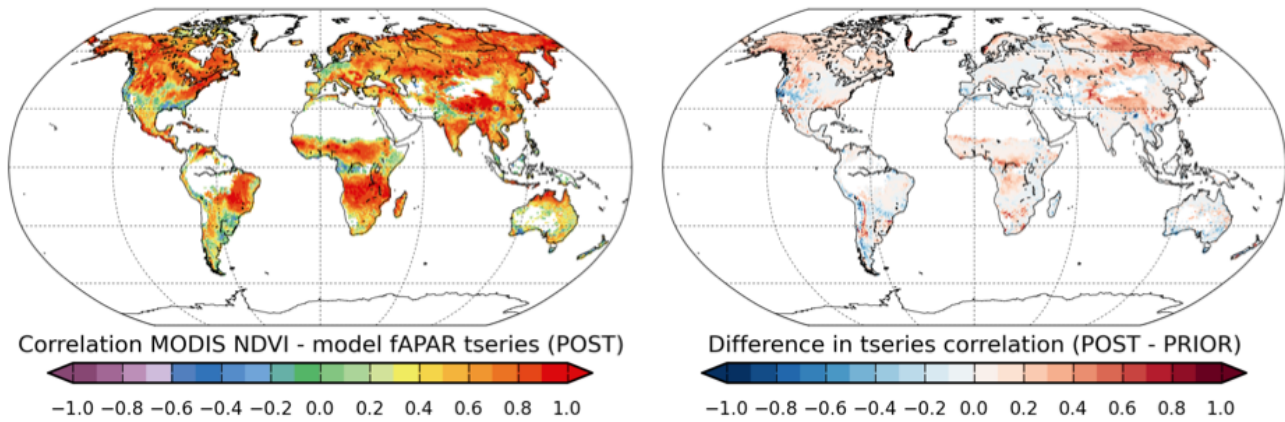 Correlation MODIS NDVI - model fAPAR tseries (POST)
−1.0 −0.8 −0.6 −0.4 −0.2 0.0 0.2 0.4 0.6 0.8 1.0
Difference in tseries correlation (POST - PRIOR)
−1.0 −0.8 −0.6 −0.4 −0.2 0.0 0.2 0.4 0.6 0.8 1.0